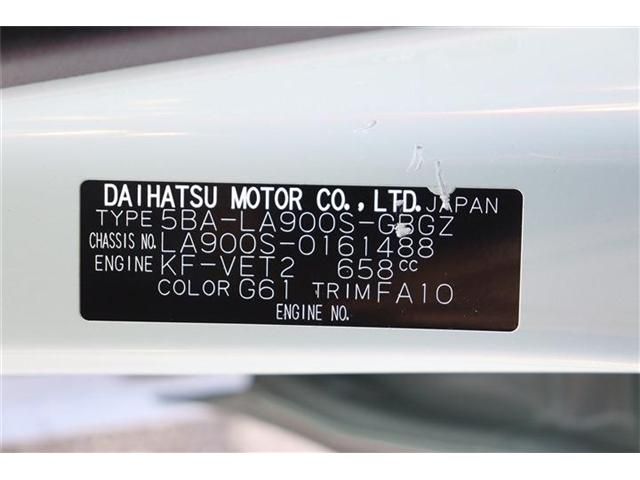 DAIHATSU MOTOR CO.,LTD. JAPAN
TYPE 5BA-LA900S-GBGZ
CHASSIS NO. LA900S-0161488
ENGINE KF-VET2 658cc
COLOR G61 TRIM FA10
ENGINE NO.